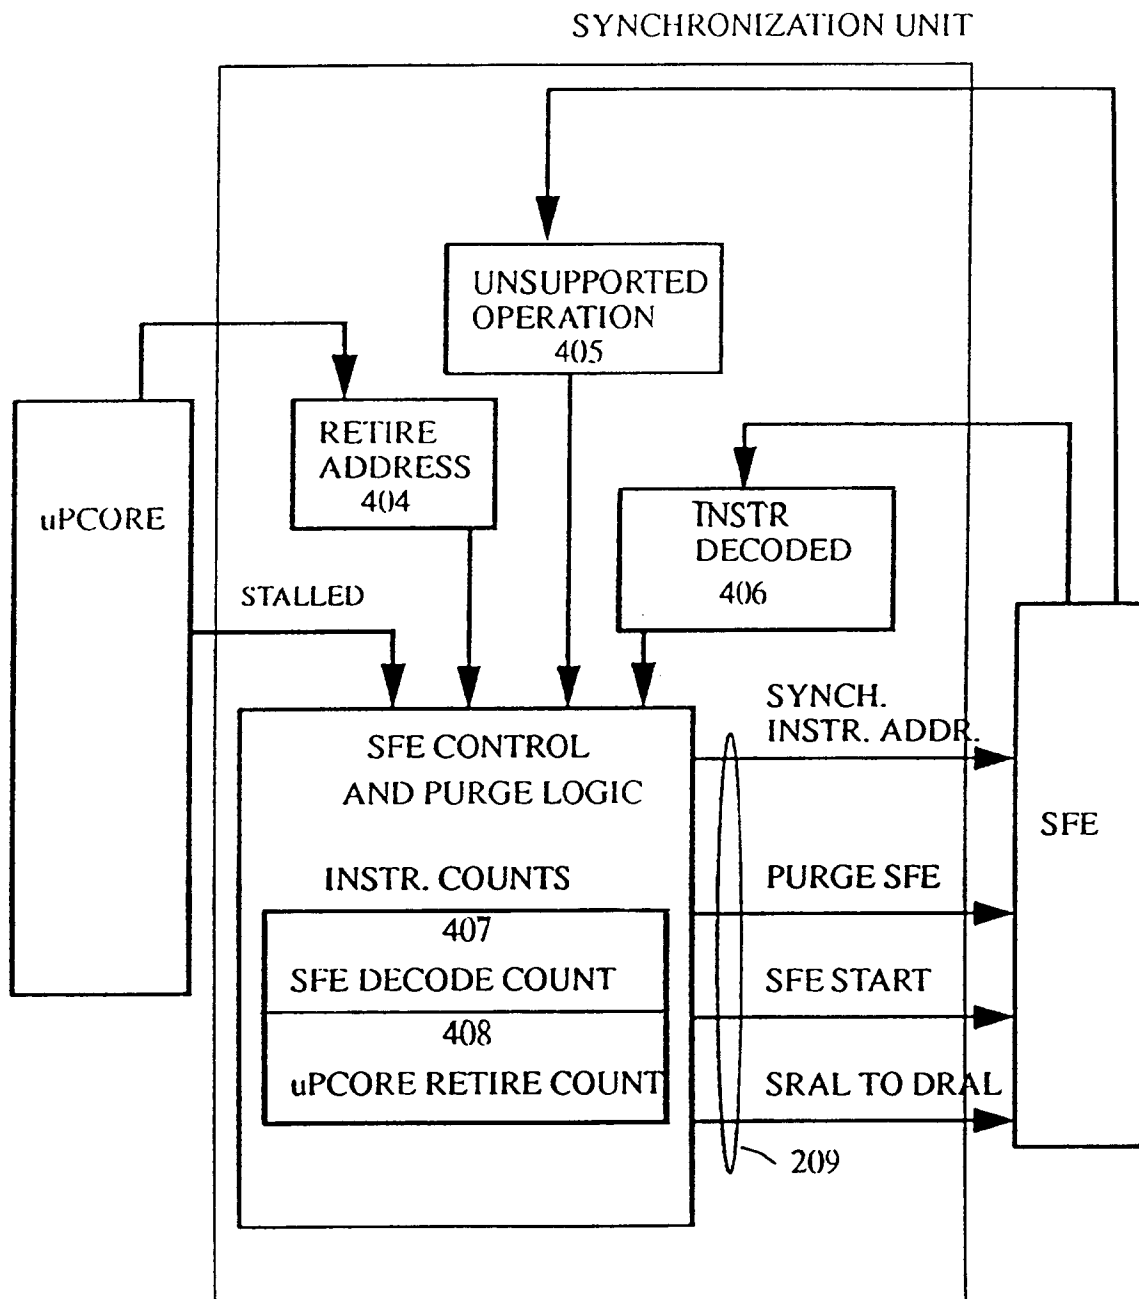 SYNCHRONIZATION UNIT
UNSUPPORTED
OPERATION
405
RETIRE
ADDRESS
404
uPCORE
INSTR
DECODED
406
STALLED
SFE CONTROL
AND PURGE LOGIC
INSTR. COUNTS
407
SFE DECODE COUNT
408
uPCORE RETIRE COUNT
SYNCH.
INSTR. ADDR.
PURGE SFE
SFE START
SRAL TO DRAL
209
SFE